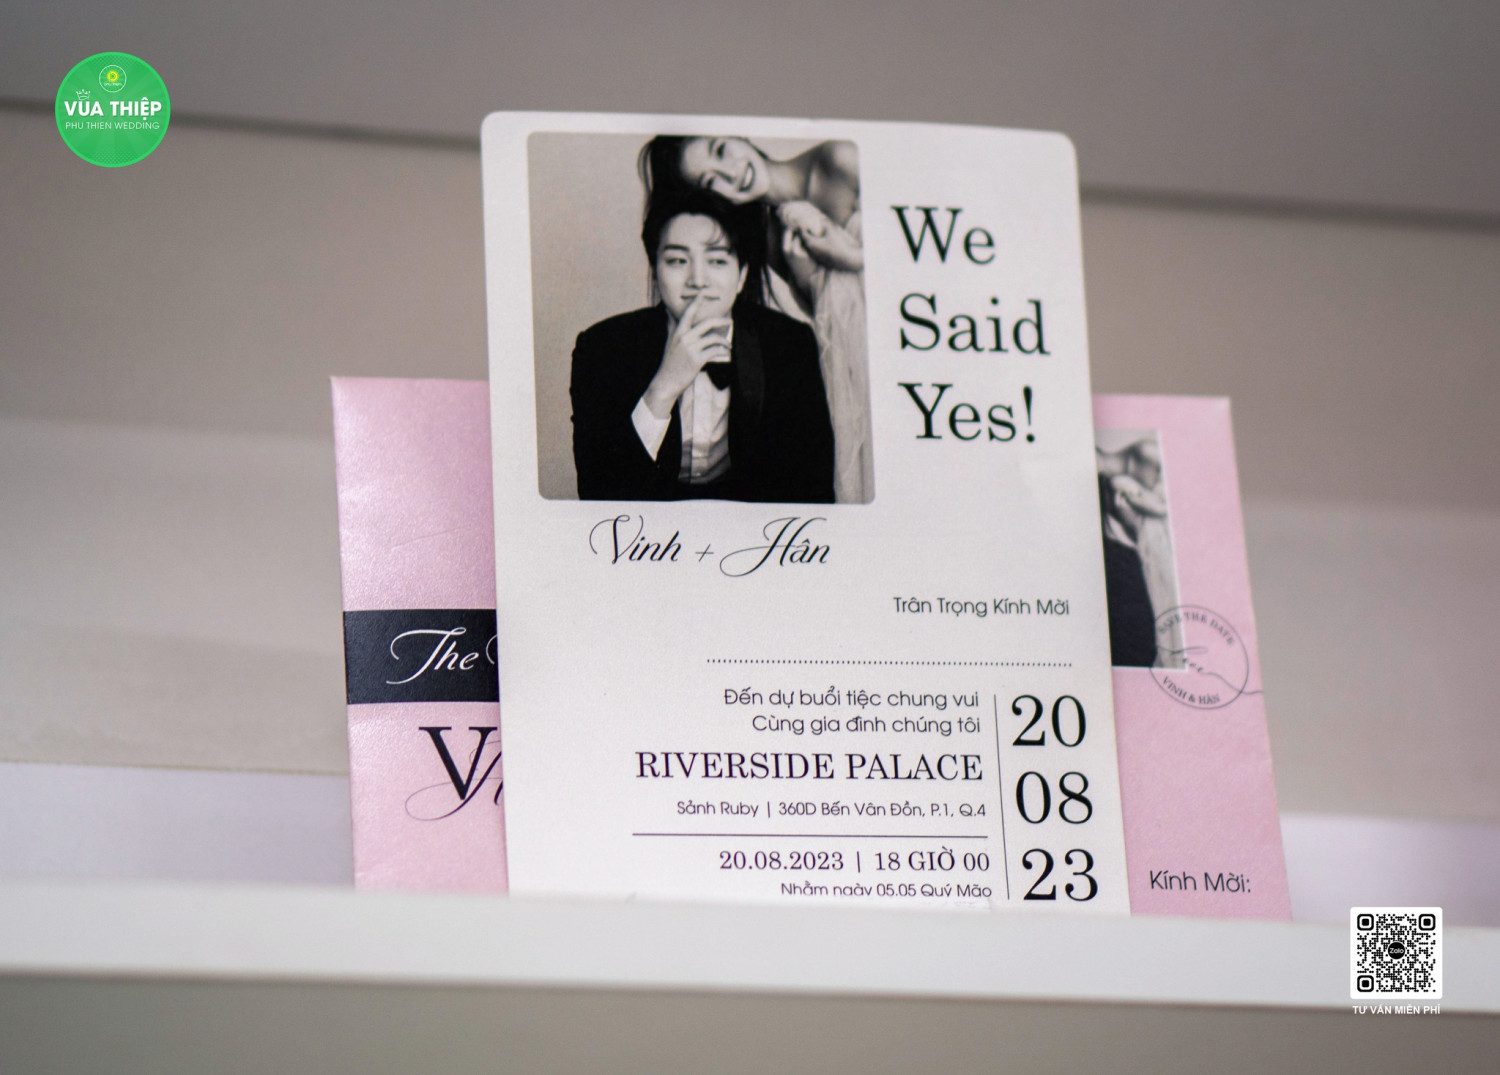 VUA THIỆP
PHU THIEN WEDDING
We
Said
Yes!
Vinh + Hân
Trân Trọng Kính Mời
Đến dự buổi tiệc chung vui
Cùng gia đình chúng tôi
RIVERSIDE PALACE
Sảnh Ruby | 360D Bến Vân Đồn, P.1, Q.4
20.08.2023 | 18 GIỜ 00
Nhằm ngày 05.05 Quý Mão
20
08
23
The
V
THE DATE
VINH & HÂN
Kính Mời:
Zalo
TƯ VẤN MIỄN PHÍ